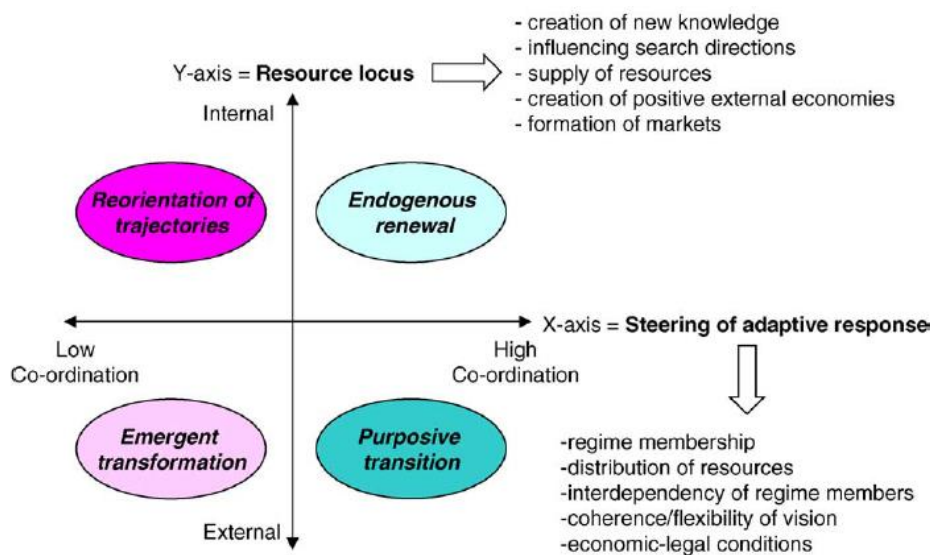 - creation of new knowledge
- influencing search directions
Y-axis = Resource locus
- supply of resources
- creation of positive external economies
Internal
- formation of markets
Reorientation of
trajectories
Endogenous
renewal
X-axis = Steering of adaptive response
Low
Co-ordination
High
Co-ordination
Emergent
transformation
Purposive
transition
-regime membership
-distribution of resources
-interdependency of regime members
-coherence/flexibility of vision
External
-economic-legal conditions